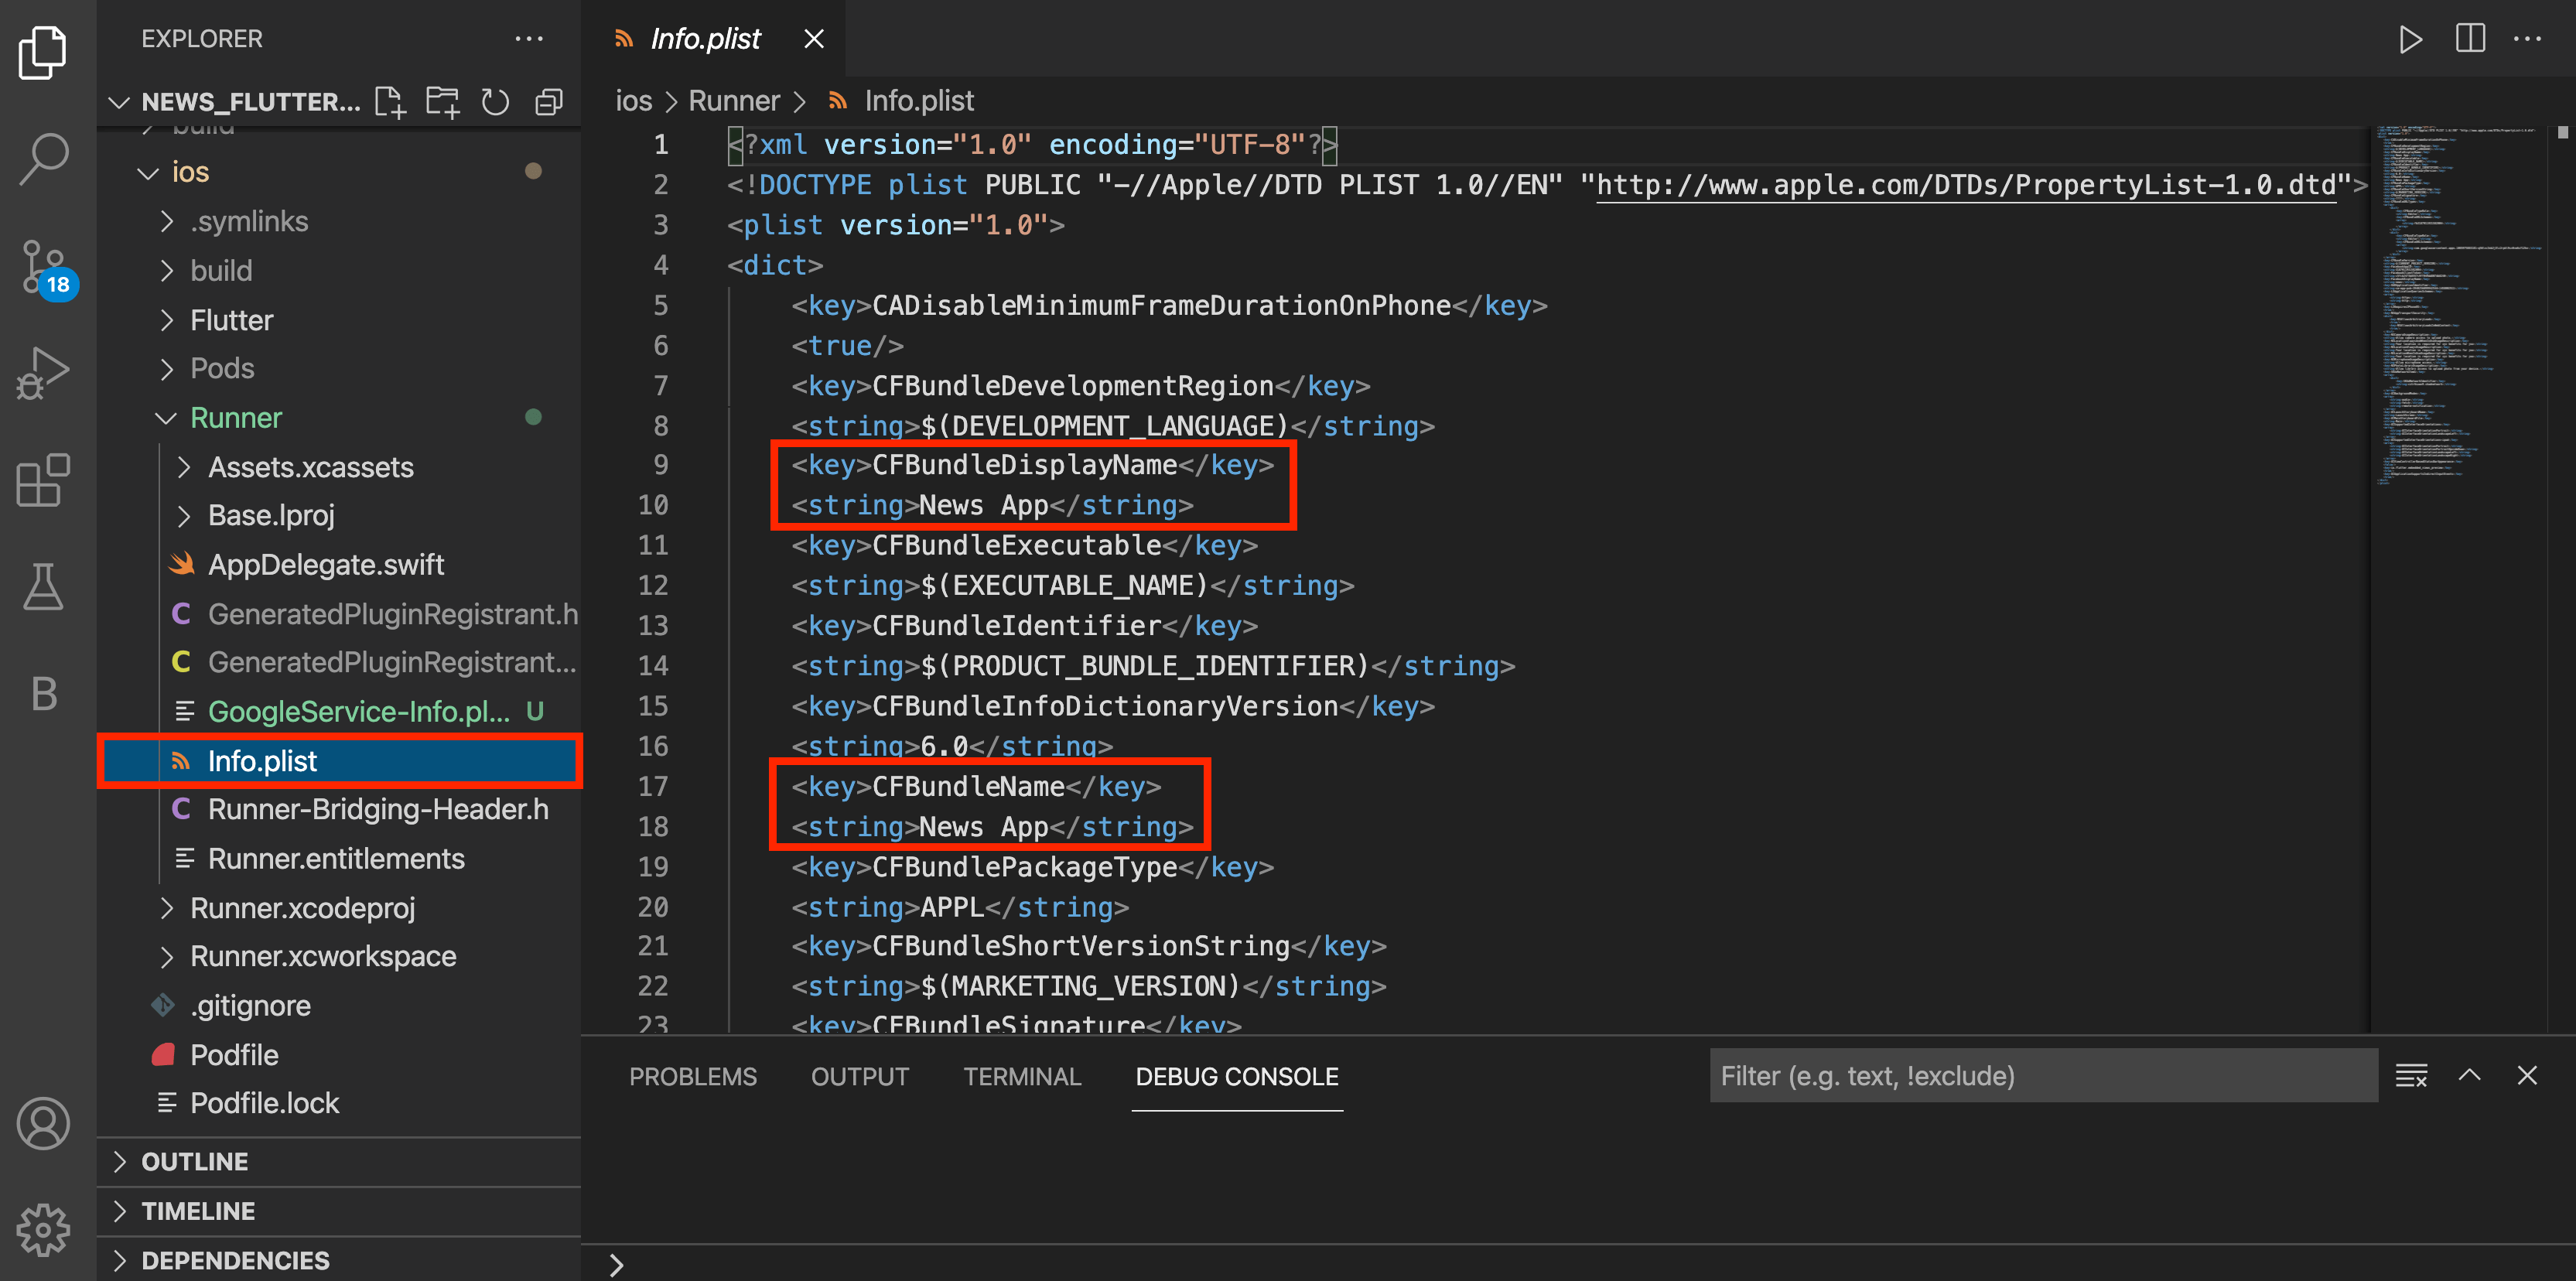 EXPLORER
NEWS_FLUTTER...
build
ios
.symlinks
build
Flutter
Pods
Runner
Assets.xcassets
Base.lproj
AppDelegate.swift
C GeneratedPluginRegistrant.h
C GeneratedPluginRegistrant...
GoogleService-Info.pl... U
Info.plist
C Runner-Bridging-Header.h
Runner.entitlements
Runner.xcodeproj
Runner.xcworkspace
.gitignore
Podfile
Podfile.lock
OUTLINE
TIMELINE
DEPENDENCIES
18
B
Info.plist
ios > Runner > Info.plist
1 <?xml version="1.0" encoding="UTF-8"?>
2 <!DOCTYPE plist PUBLIC "-//Apple//DTD PLIST 1.0//EN" "http://www.apple.com/DTDs/PropertyList-1.0.dtd">
3 <plist version="1.0">
4 <dict>
5 <key>CADisableMinimumFrameDurationOnPhone</key>
6 <true/>
7 <key>CFBundleDevelopmentRegion</key>
8 <string>$(DEVELOPMENT_LANGUAGE)</string>
9 <key>CFBundleDisplayName</key>
10 <string>News App</string>
11 <key>CFBundleExecutable</key>
12 <string>$(EXECUTABLE_NAME)</string>
13 <key>CFBundleIdentifier</key>
14 <string>$(PRODUCT_BUNDLE_IDENTIFIER)</string>
15 <key>CFBundleInfoDictionaryVersion</key>
16 <string>6.0</string>
17 <key>CFBundleName</key>
18 <string>News App</string>
19 <key>CFBundlePackageType</key>
20 <string>APPL</string>
21 <key>CFBundleShortVersionString</key>
22 <string>$(MARKETING_VERSION)</string>
23 <key>CFBundleSignature</key>
PROBLEMS OUTPUT TERMINAL DEBUG CONSOLE Filter (e.g. text, !exclude)